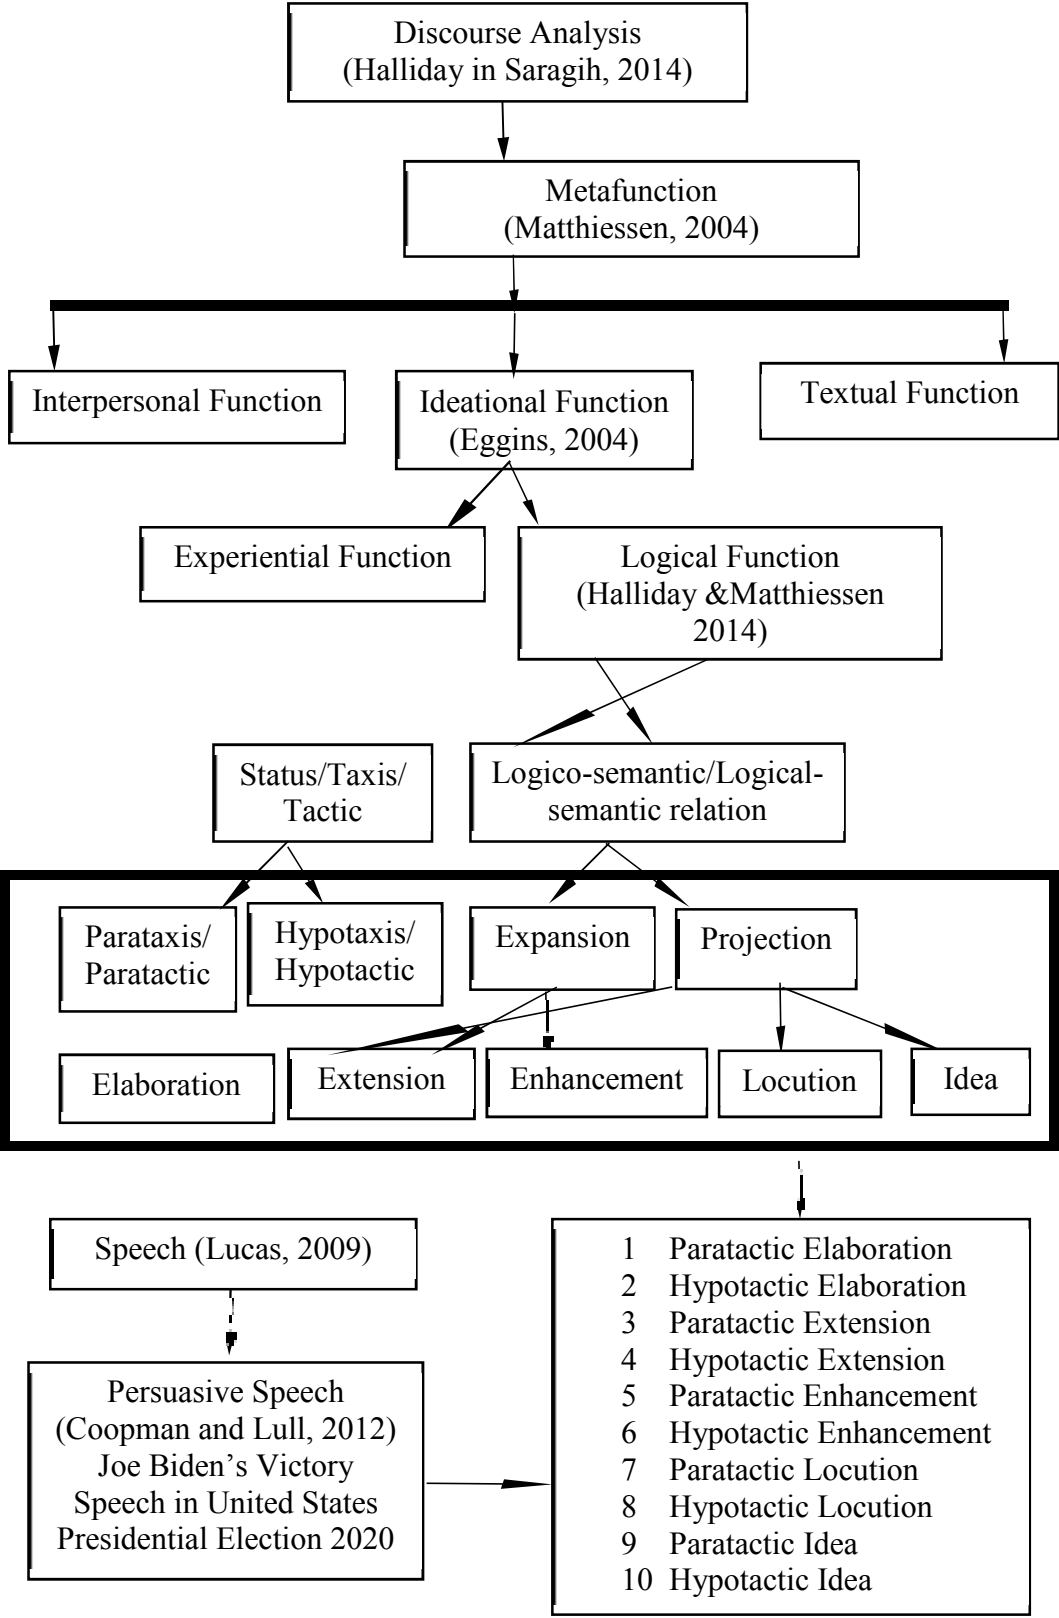 Discourse Analysis
(Halliday in Saragih, 2014)
Metafunction
(Matthiessen, 2004)
Interpersonal Function
Ideational Function
(Eggins, 2004)
Textual Function
Experiential Function
Logical Function
(Halliday &Matthiessen
2014)
Status/Taxis/
Tactic
Logico-semantic/Logical-
semantic relation
Parataxis/
Paratactic
Hypotaxis/
Hypotactic
Expansion
Projection
Elaboration
Extension
Enhancement
Locution
Idea
Speech (Lucas, 2009)
Persuasive Speech
(Coopman and Lull, 2012)
Joe Biden's Victory
Speech in United States
Presidential Election 2020
1 Paratactic Elaboration
2 Hypotactic Elaboration
3 Paratactic Extension
4 Hypotactic Extension
5 Paratactic Enhancement
6 Hypotactic Enhancement
7 Paratactic Locution
8 Hypotactic Locution
9 Paratactic Idea
10 Hypotactic Idea